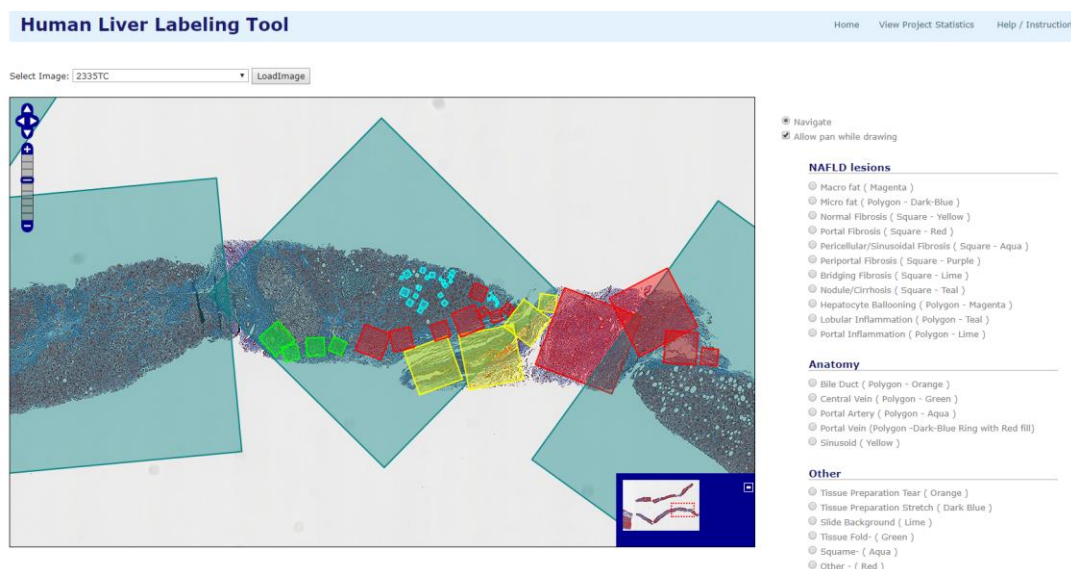 Human Liver Labeling Tool
Home View Project Statistics Help / Instruction
Select Image: 2335TC LoadImage
Navigate
Allow pan while drawing
NAFLD lesions
Macro fat ( Magenta )
Micro fat ( Polygon - Dark-Blue )
Normal Fibrosis ( Square - Yellow )
Portal Fibrosis ( Square - Red )
Pericellular/Sinusoidal Fibrosis ( Square - Aqua )
Periportal Fibrosis ( Square - Purple )
Bridging Fibrosis ( Square - Lime )
Nodule/Cirrhosis ( Square - Teal )
Hepatocyte Ballooning ( Polygon - Magenta )
Lobular Inflammation ( Polygon - Teal )
Portal Inflammation ( Polygon - Lime )
Anatomy
Bile Duct ( Polygon - Orange )
Central Vein ( Polygon - Green )
Portal Artery ( Polygon - Aqua )
Portal Vein (Polygon -Dark-Blue Ring with Red fill)
Sinusoid ( Yellow )
Other
Tissue Preparation Tear ( Orange )
Tissue Preparation Stretch ( Dark Blue )
Slide Background ( Lime )
Tissue Fold- ( Green )
Squame- ( Aqua )
Other - ( Red )